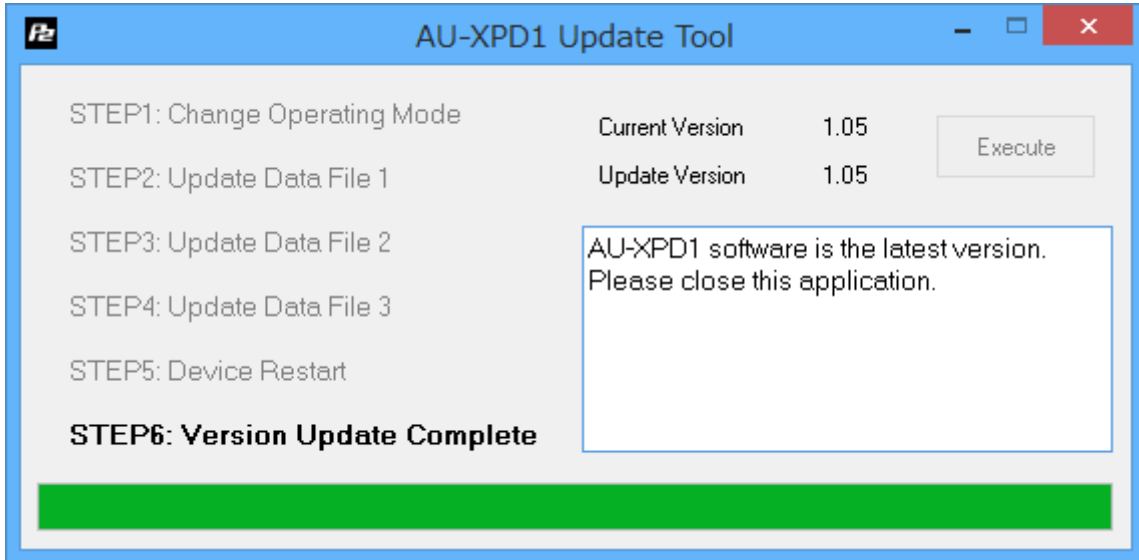 P2
AU-XPD1 Update Tool
STEP1: Change Operating Mode
STEP2: Update Data File 1
STEP3: Update Data File 2
STEP4: Update Data File 3
STEP5: Device Restart
STEP6: Version Update Complete
Current Version 1.05
Update Version 1.05
Execute
AU-XPD1 software is the latest version.
Please close this application.